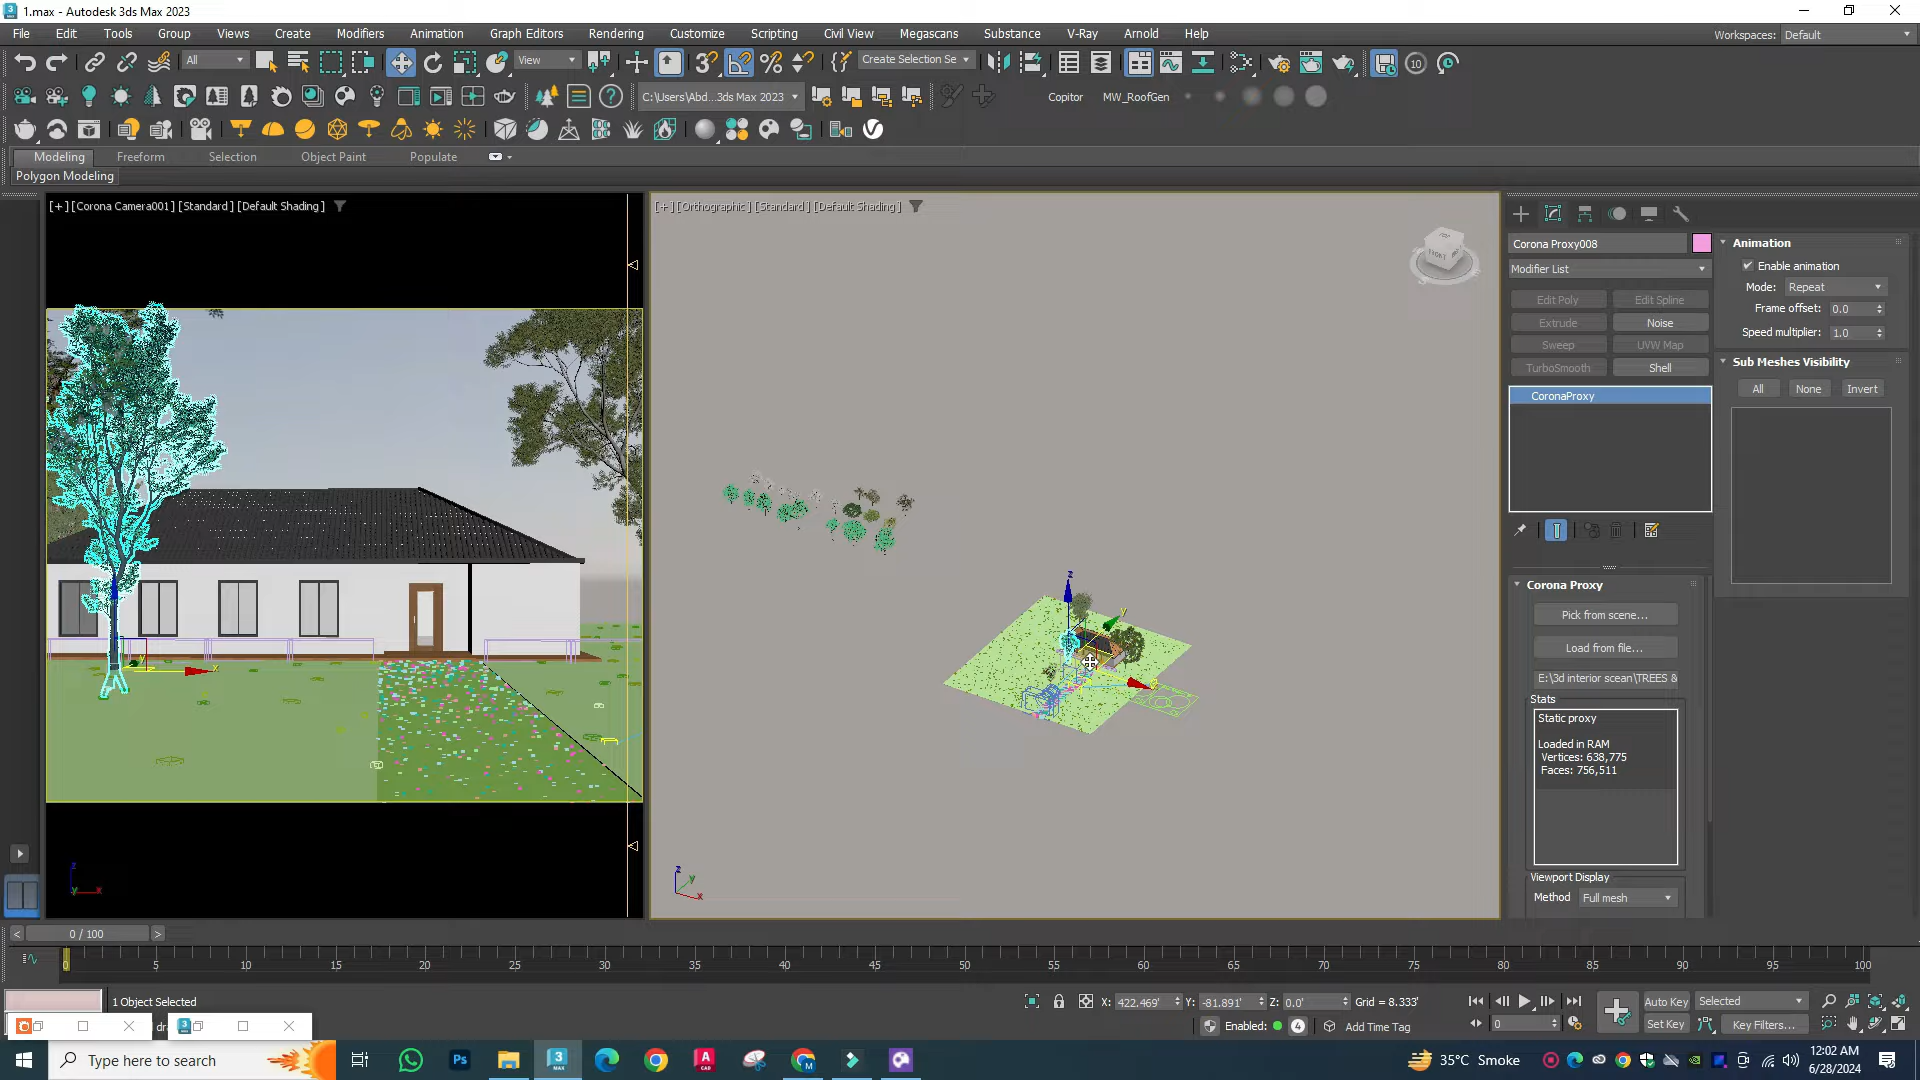 1.max - Autodesk 3ds Max 2023
File Edit Tools Group Views Create Modifiers Animation Graph Editors Rendering Customize Scripting Civil View Megascans Substance V-Ray Arnold Help
Workspaces: Default
All View Create Selection Se
C:\Users\Abd...3ds Max 2023 Copitor MW_RoofGen
Modeling Freeform Selection Object Paint Populate
Polygon Modeling
[+] [Corona Camera001] [Standard] [Default Shading]
[+] [Orthographic] [Standard] [Default Shading]
FRONT
Corona Proxy008
Modifier List
Edit Poly Edit Spline
Extrude Noise
Sweep UVW Map
TurboSmooth Shell
CoronaProxy
Corona Proxy
Pick from scene...
Load from file...
E:\3d interior scean\TREES &
Stats
Static proxy
Loaded in RAM
Vertices: 638,775
Faces: 756,511
Viewport Display
Method Full mesh
Animation
Enable animation
Mode: Repeat
Frame offset: 0.0
Speed multiplier: 1.0
Sub Meshes Visibility
All None Invert
z
y
x
z
y
x
z
y
x
z
y
x
< 0 / 100 >
0 5 10 15 20 25 30 35 40 45 50 55 60 65 70 75 80 85 90 95 100
1 Object Selected
X: 422.469' Y: -81.891' Z: 0.0' Grid = 8.333'
Enabled: 4 Add Time Tag
0
Auto Key Selected
Set Key Key Filters...
Type here to search
35°C Smoke
12:02 AM
6/28/2024